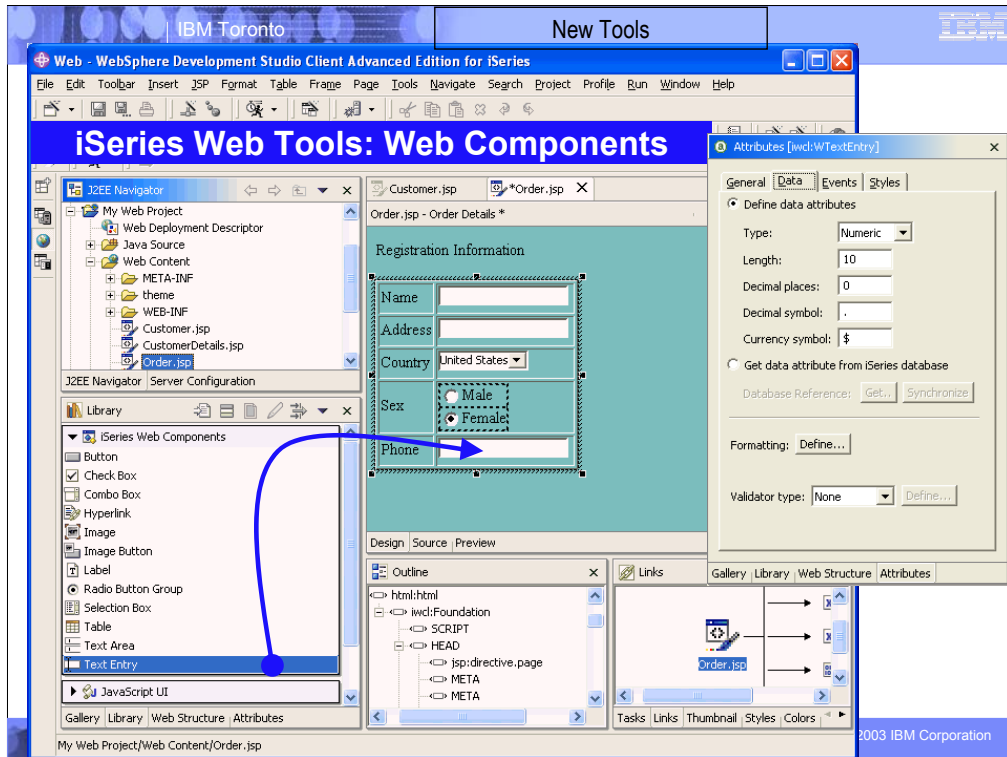 IBM Toronto
New Tools
IBM
Web - WebSphere Development Studio Client Advanced Edition for iSeries
File Edit Toolbar Insert JSP Format Table Frame Page Tools Navigate Search Project Profile Run Window Help
iSeries Web Tools: Web Components
J2EE Navigator
My Web Project
Web Deployment Descriptor
Java Source
Web Content
META-INF
theme
WEB-INF
Customer.jsp
CustomerDetails.jsp
Order.jsp
J2EE Navigator Server Configuration
Library
iSeries Web Components
Button
Check Box
Combo Box
Hyperlink
Image
Image Button
Label
Radio Button Group
Selection Box
Table
Text Area
Text Entry
JavaScript UI
Gallery Library Web Structure Attributes
My Web Project/Web Content/Order.jsp
Customer.jsp *Order.jsp
Order.jsp - Order Details *
Registration Information
Name
Address
Country United States
Sex
Male
Female
Phone
Design Source Preview
Outline
html:html
iwcl:Foundation
SCRIPT
HEAD
jsp:directive.page
META
META
Links
Order.jsp
Tasks Links Thumbnail Styles Colors
Attributes [iwcl:WTextEntry]
General Data Events Styles
Define data attributes
Type: Numeric
Length: 10
Decimal places: 0
Decimal symbol: .
Currency symbol: $
Get data attribute from iSeries database
Database Reference: Get.. Synchronize
Formatting: Define...
Validator type: None Define...
Gallery Library Web Structure Attributes
2003 IBM Corporation